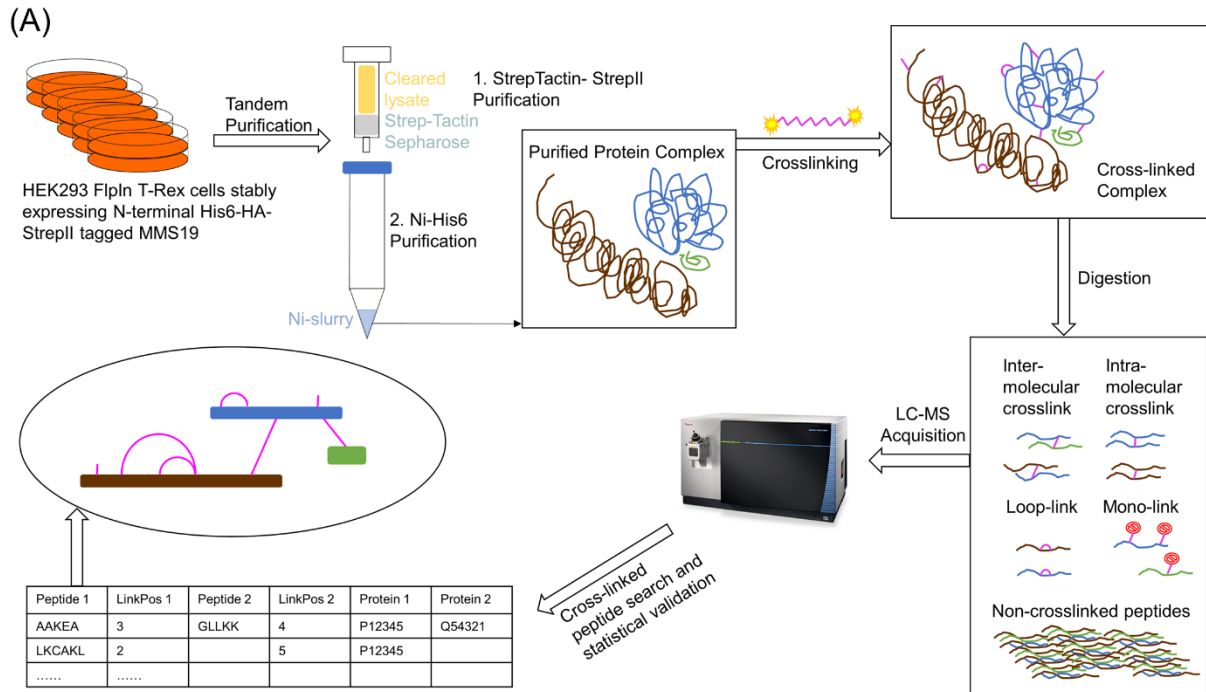 (A)
HEK293 FlpIn T-Rex cells stably
expressing N-terminal His6-HA-
StrepII tagged MMS19
Tandem
Purification
Cleared
lysate
Strep-Tactin
Sepharose
1. StrepTactin- StrepII
Purification
2. Ni-His6
Purification
Ni-slurry
Purified Protein Complex
Crosslinking
Cross-linked
Complex
Digestion
Inter-
molecular
crosslink
Intra-
molecular
crosslink
Loop-link
Mono-link
Non-crosslinked peptides
LC-MS
Acquisition
Cross-linked
peptide search and
statistical validation
Peptide 1 LinkPos 1 Peptide 2 LinkPos 2 Protein 1 Protein 2
AAKEA 3 GLLKK 4 P12345 Q54321
LKCAKL 2 5 P12345
...... ......